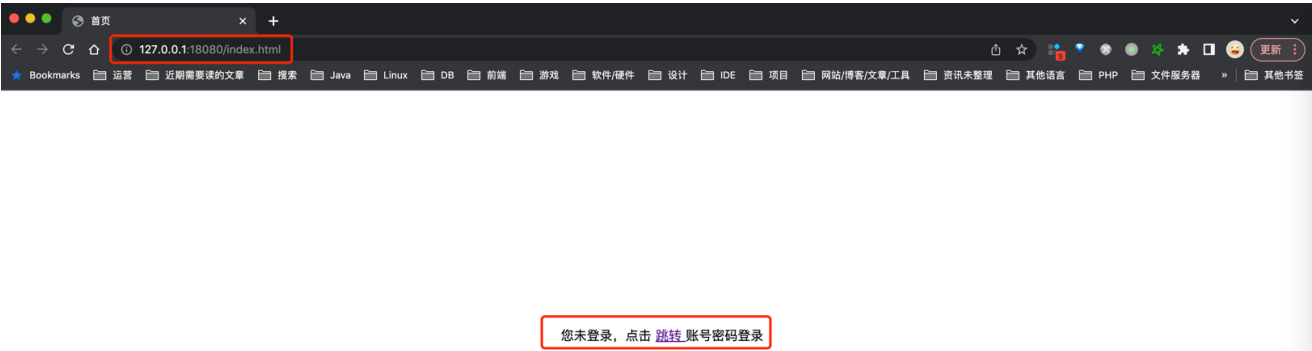 首页
127.0.0.1:18080/index.html
9
更新
Bookmarks 运营 近期需要读的文章 搜索 Java Linux DB 前端 游戏 软件/硬件 设计 IDE 项目 网站/博客/文章/工具 资讯未整理 其他语言 PHP 文件服务器 » 其他书签
您未登录，点击 跳转 账号密码登录